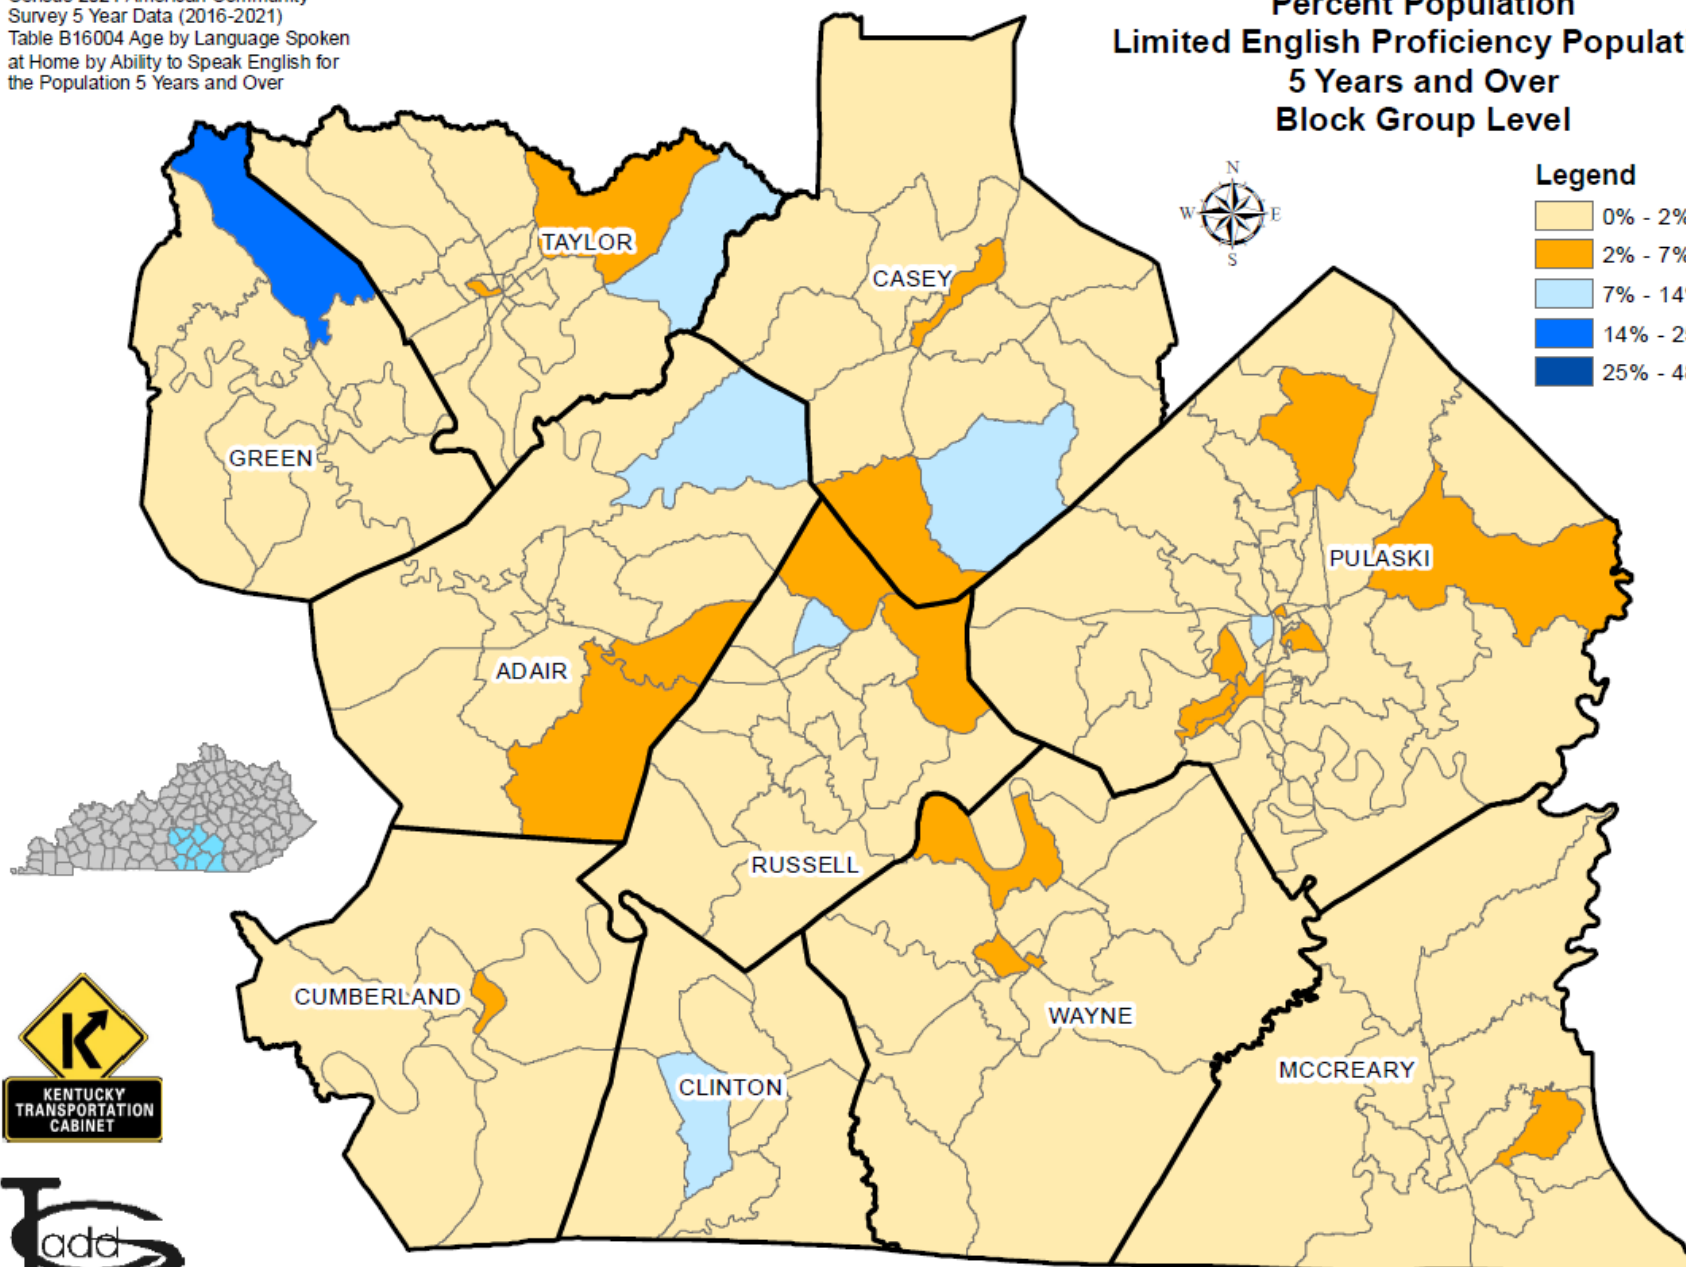 Survey 5 Year Data (2016-2021)
Table B16004 Age by Language Spoken
at Home by Ability to Speak English for
the Population 5 Years and Over
Percent Population
Limited English Proficiency Populat
5 Years and Over
Block Group Level
N
W
E
S
Legend
0% - 2%
2% - 7%
7% - 14%
14% - 2
25% - 4
TAYLOR
CASEY
GREEN
PULASKI
ADAIR
RUSSELL
CUMBERLAND
WAYNE
CLINTON
MCCREARY
KENTUCKY
TRANSPORTATION
CABINET
add